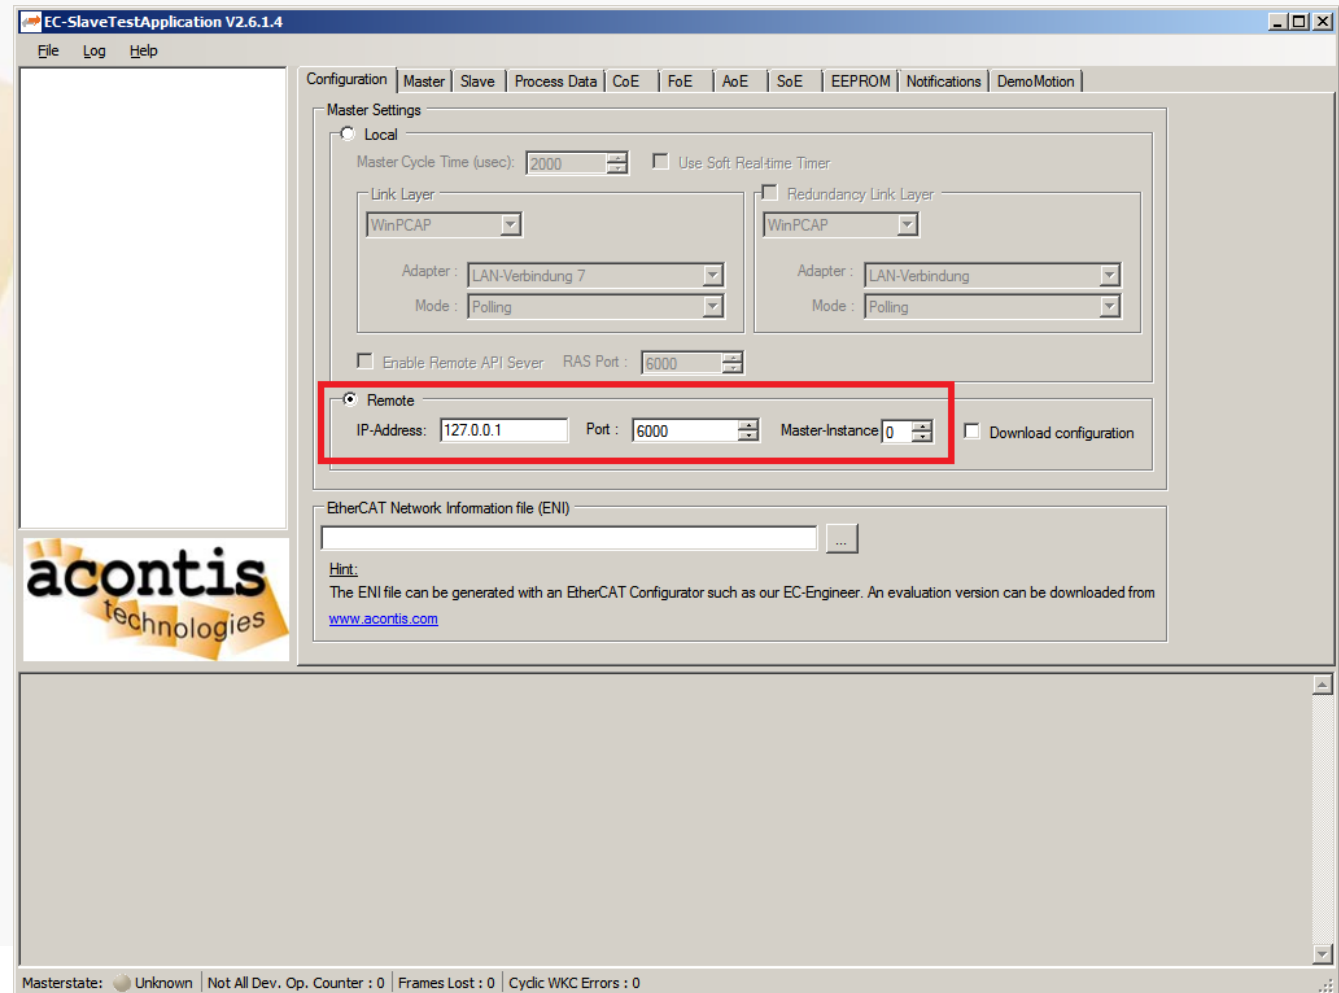 EC-SlaveTestApplication V2.6.1.4
File Log Help
Configuration Master Slave Process Data CoE FoE AoE SoE EEPROM Notifications DemoMotion
Master Settings
Local
Master Cycle Time (usec): 2000 Use Soft Real-time Timer
Link Layer Redundancy Link Layer
WinPCAP WinPCAP
Adapter : LAN-Verbindung 7 Adapter : LAN-Verbindung
Mode : Polling Mode : Polling
Enable Remote API Sever RAS Port : 6000
Remote
IP-Address: 127.0.0.1 Port : 6000 Master-Instance 0 Download configuration
EtherCAT Network Information file (ENI)
...
Hint:
The ENI file can be generated with an EtherCAT Configurator such as our EC-Engineer. An evaluation version can be downloaded from
www.acontis.com
acontis
technologies
Masterstate: Unknown Not All Dev. Op. Counter : 0 Frames Lost : 0 Cyclic WKC Errors : 0